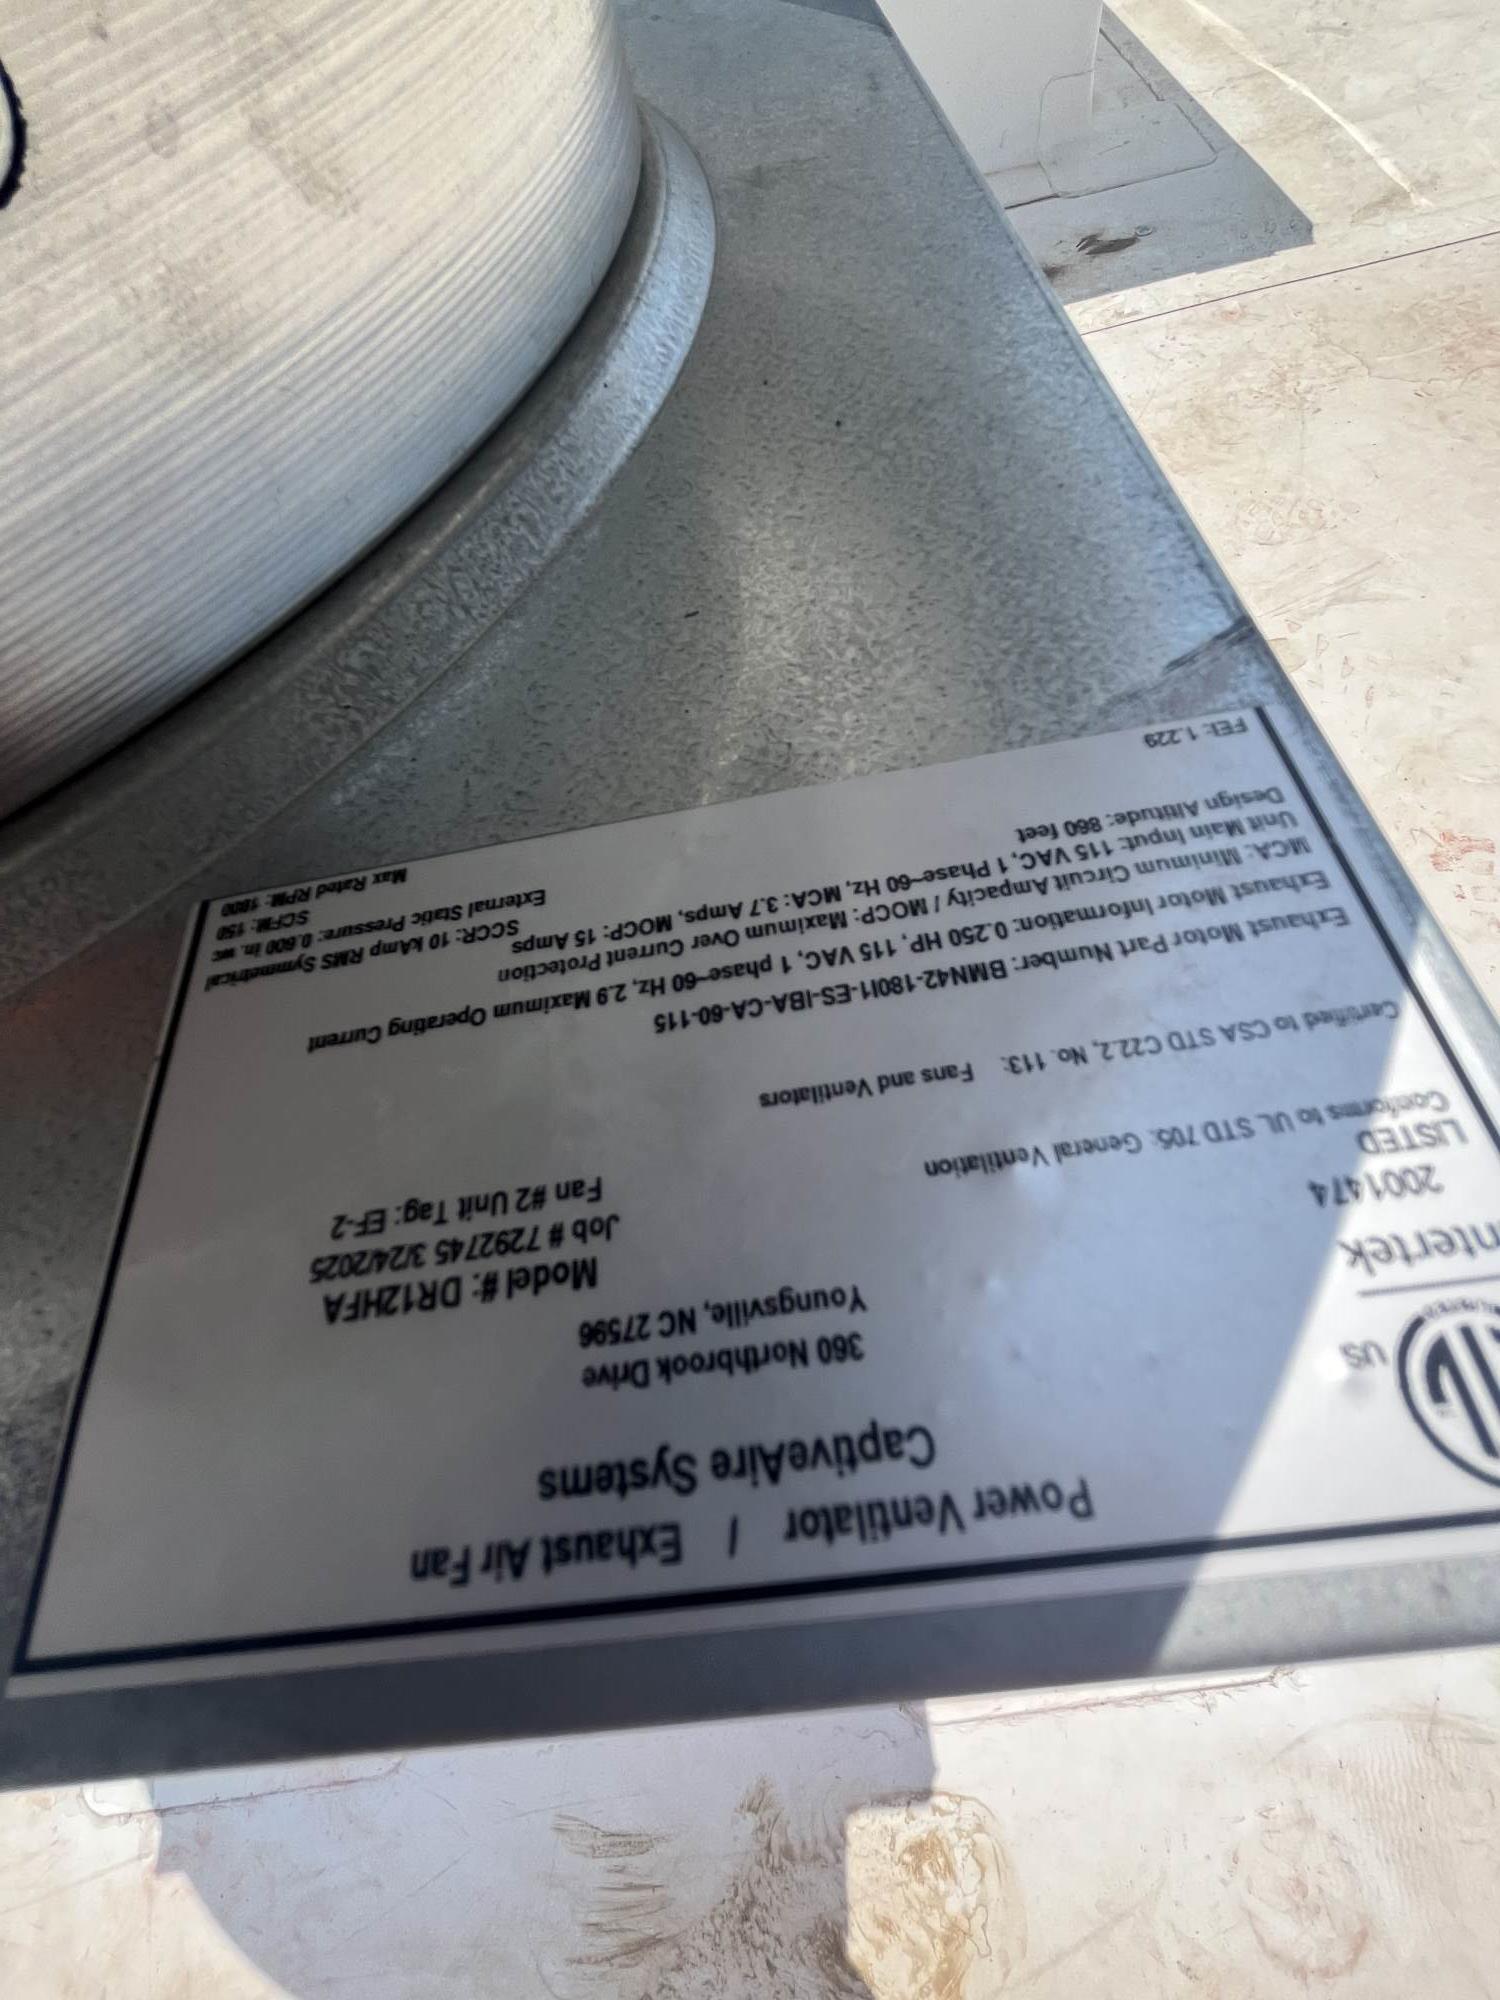 Power Ventilator / Exhaust Air Fan
CaptiveAire Systems
360 Northbrook Drive
Youngsville, NC 27596
Model #: DR12HFA
Job # 7292745 3/24/2025
Fan #2 Unit Tag: EF-2
US
Intertek
2001474
LISTED
Conforms to UL STD 705: General Ventilation
Certified to CSA STD C22.2, No. 113: Fans and Ventilators
Exhaust Motor Part Number: BMN42-180I1-ES-IBA-CA-60-115
Exhaust Motor Information: 0.250 HP, 115 VAC, 1 phase~60 Hz, 2.9 Maximum Operating Current
MCA: Minimum Circuit Ampacity / MOCP: Maximum Over Current Protection
Unit Main Input: 115 VAC, 1 Phase~60 Hz, MCA: 3.7 Amps, MOCP: 15 Amps SCCR: 10 kAmp RMS Symmetrical
Design Altitude: 860 feet External Static Pressure: 0.600 in. wc
SCFM: 150
FEI: 1.229 Max Rated RPM: 1800